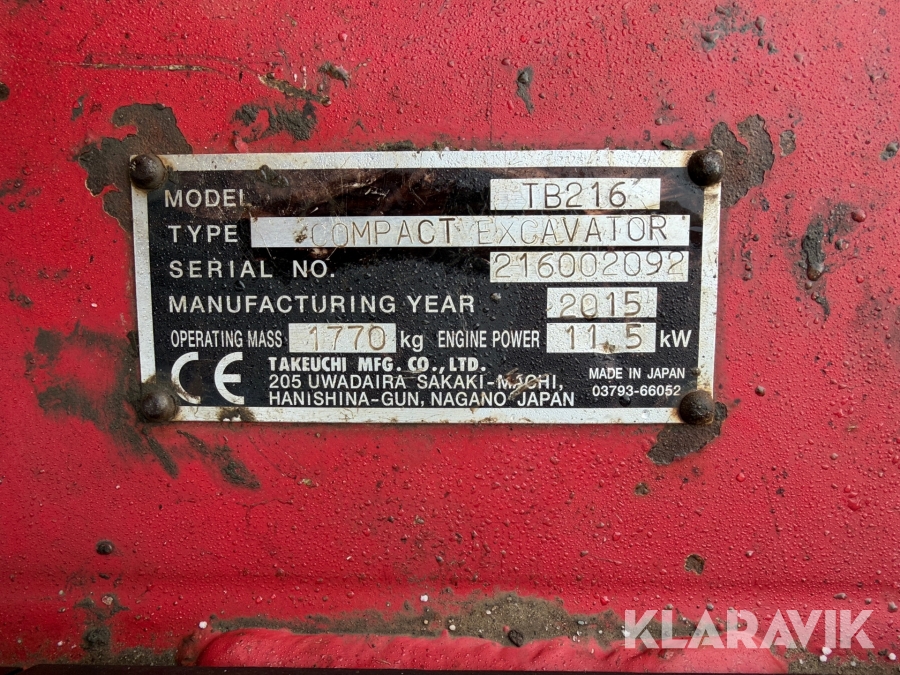 MODEL TB216
TYPE COMPACT EXCAVATOR
SERIAL NO. 216002092
MANUFACTURING YEAR 2015
OPERATING MASS 1770 kg ENGINE POWER 11.5 kW
CE TAKEUCHI MFG. CO., LTD.
205 UWADAIRA SAKAKI-MACHI,
HANISHINA-GUN, NAGANO JAPAN
MADE IN JAPAN
03793-66052
KLARAVIK